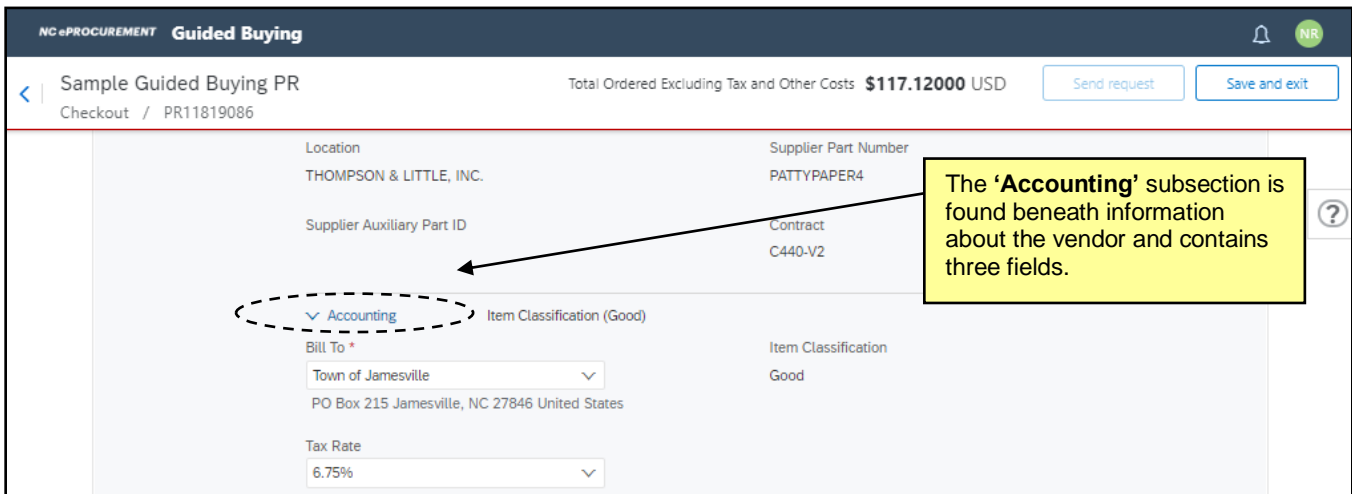 NC ePROCUREMENT Guided Buying
NR
Sample Guided Buying PR
Total Ordered Excluding Tax and Other Costs $117.12000 USD
Send request
Save and exit
Checkout / PR11819086
Location
Supplier Part Number
THOMPSON & LITTLE, INC.
PATTYPAPER4
The ‘Accounting’ subsection is
found beneath information
about the vendor and contains
three fields.
?
Supplier Auxiliary Part ID
Contract
C440-V2
Accounting
Item Classification (Good)
Bill To *
Item Classification
Town of Jamesville
Good
PO Box 215 Jamesville, NC 27846 United States
Tax Rate
6.75%